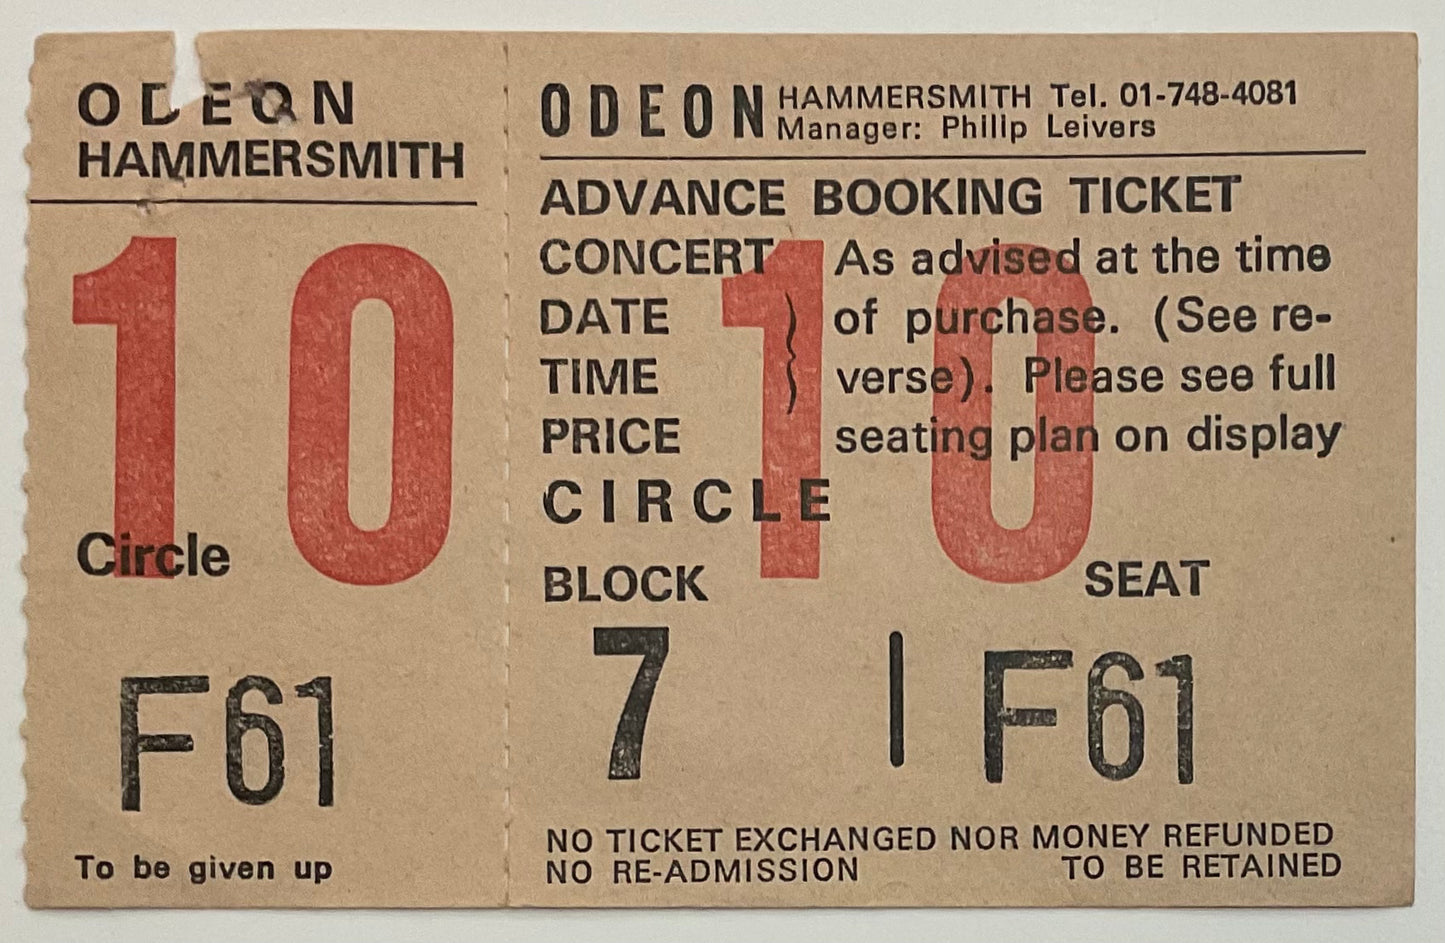 ODEON
HAMMERSMITH
10
Circle
F61
To be given up
ODEON HAMMERSMITH Tel. 01-748-4081
Manager: Philip Leivers
ADVANCE BOOKING TICKET
CONCERT As advised at the time
DATE of purchase. (See re-
TIME verse). Please see full
PRICE seating plan on display
10
CIRCLE
BLOCK SEAT
7 F61
NO TICKET EXCHANGED NOR MONEY REFUNDED
NO RE-ADMISSION TO BE RETAINED